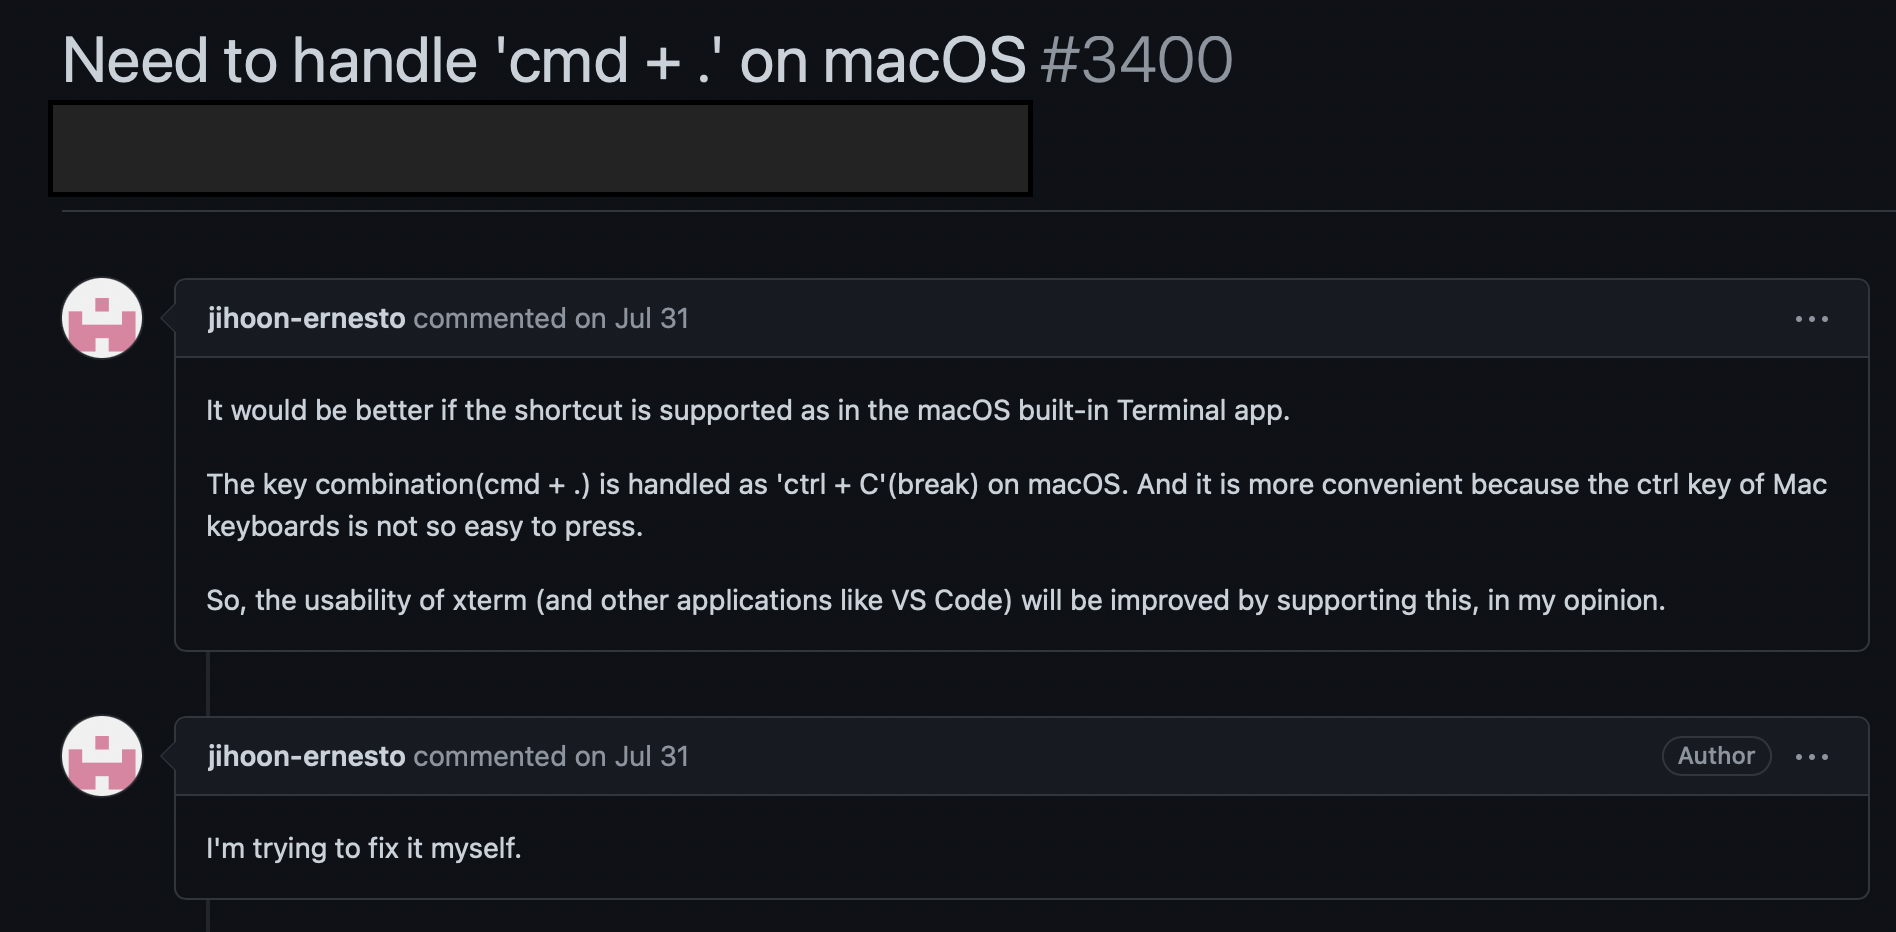 Need to handle 'cmd + .' on macOS #3400
jihoon-ernesto commented on Jul 31
It would be better if the shortcut is supported as in the macOS built-in Terminal app.
The key combination(cmd + .) is handled as 'ctrl + C'(break) on macOS. And it is more convenient because the ctrl key of Mac
keyboards is not so easy to press.
So, the usability of xterm (and other applications like VS Code) will be improved by supporting this, in my opinion.
jihoon-ernesto commented on Jul 31
Author
I'm trying to fix it myself.